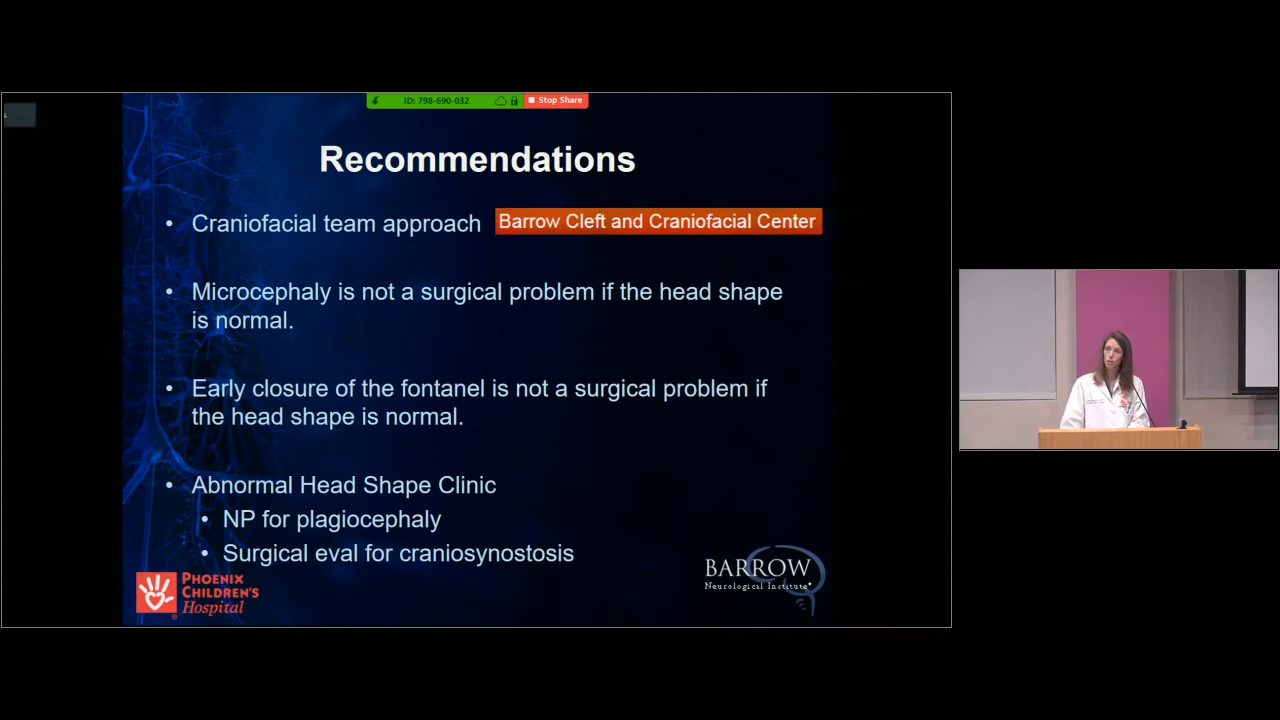 s
ID: 798-690-032
Stop Share
Recommendations
• Craniofacial team approach
Barrow Cleft and Craniofacial Center
• Microcephaly is not a surgical problem if the head shape
is normal.
• Early closure of the fontanel is not a surgical problem if
the head shape is normal.
• Abnormal Head Shape Clinic
• NP for plagiocephaly
• Surgical eval for craniosynostosis
PHOENIX
CHILDREN'S
Hospital
BARROW
Neurological Institute®